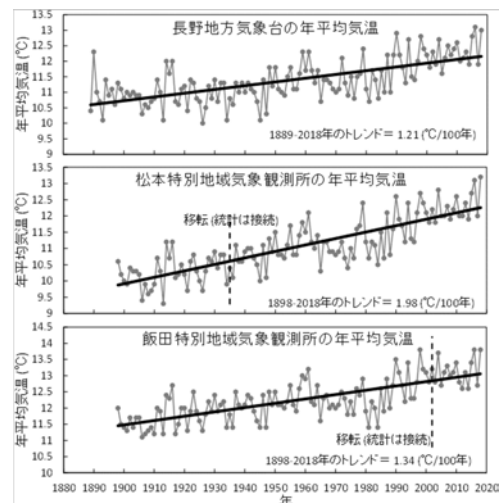 長野地方気象台の年平均気温
年平均気温(℃)
13.5
13
12.5
12
11.5
11
10.5
10
9.5
9
1889-2018年のトレンド= 1.21 (℃/100年)
松本特別地域気象観測所の年平均気温
年平均気温(℃)
13.5
13
12.5
12
11.5
11
10.5
10
9.5
9
移転 (統計は接続)
1898-2018年のトレンド= 1.98 (℃/100年)
飯田特別地域気象観測所の年平均気温
年平均気温(℃)
14.5
14
13.5
13
12.5
12
11.5
11
10.5
10
移転 (統計は接続)
1898-2018年のトレンド= 1.34 (℃/100年)
1880 1890 1900 1910 1920 1930 1940 1950 1960 1970 1980 1990 2000 2010 2020
年